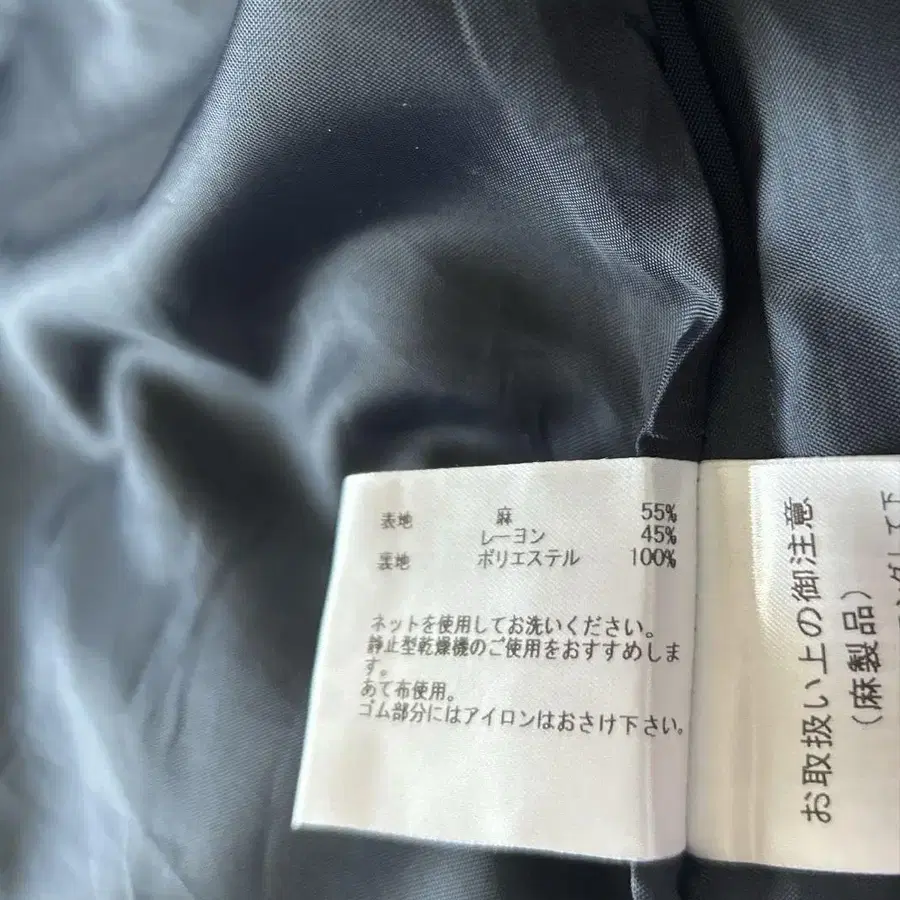 表地 麻 55%
レーヨン 45%
裏地 ポリエステル 100%
ネットを使用してお洗いください。
静止型乾燥機のご使用をおすすめしま
す。
あて布使用。
ゴム部分にはアイロンはおさけ下さい。
お取扱い上の御注意
（麻製品）